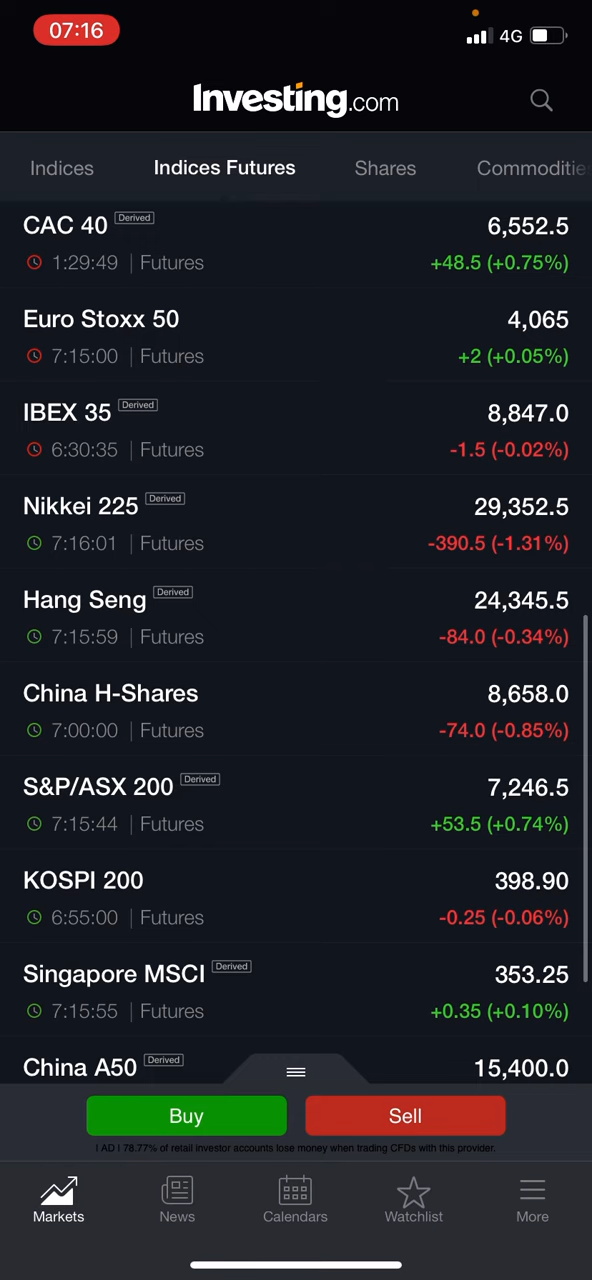 07:16
4G
Investing.com
Indices Indices Futures Shares Commoditie
CAC 40 Derived 6,552.5
1:29:49 | Futures +48.5 (+0.75%)
Euro Stoxx 50 4,065
7:15:00 | Futures +2 (+0.05%)
IBEX 35 Derived 8,847.0
6:30:35 | Futures -1.5 (-0.02%)
Nikkei 225 Derived 29,352.5
7:16:01 | Futures -390.5 (-1.31%)
Hang Seng Derived 24,345.5
7:15:59 | Futures -84.0 (-0.34%)
China H-Shares 8,658.0
7:00:00 | Futures -74.0 (-0.85%)
S&P/ASX 200 Derived 7,246.5
7:15:44 | Futures +53.5 (+0.74%)
KOSPI 200 398.90
6:55:00 | Futures -0.25 (-0.06%)
Singapore MSCI Derived 353.25
7:15:55 | Futures +0.35 (+0.10%)
China A50 Derived 15,400.0
Buy Sell
| AD | 78.77% of retail investor accounts lose money when trading CFDs with this provider.
Markets News Calendars Watchlist More